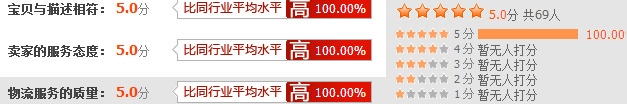 宝贝与描述相符： 5.0分 比同行业平均水平 高 100.00%
卖家的服务态度： 5.0分 比同行业平均水平 高 100.00%
物流服务的质量： 5.0分 比同行业平均水平 高 100.00%
5.0分 共69人
5分 100.00
4分 暂无人打分
3分 暂无人打分
2分 暂无人打分
1分 暂无人打分